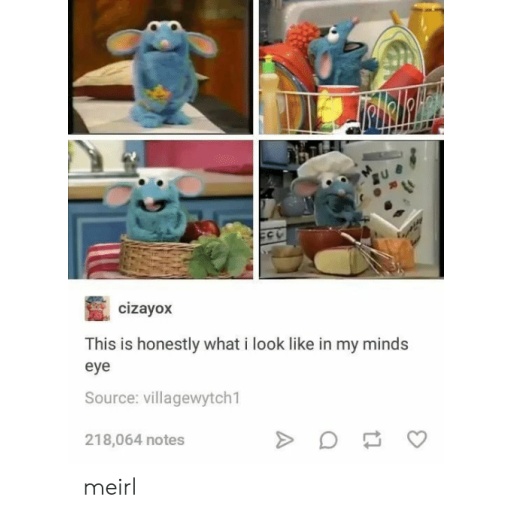 cizayox
This is honestly what i look like in my minds
eye
Source: villagewytch1
218,064 notes
meirl